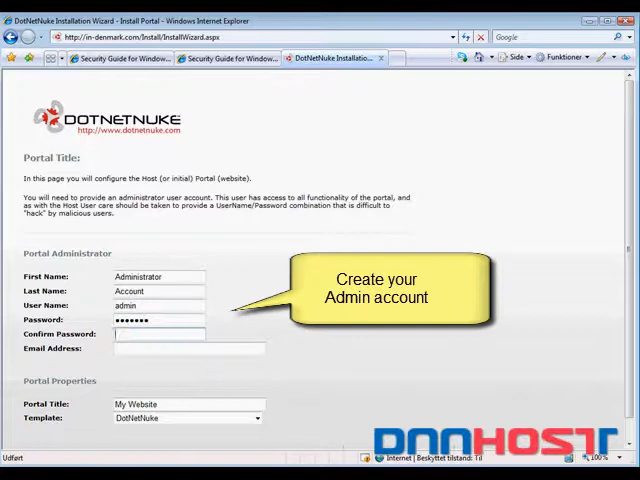 DotNetNuke Installation Wizard - Install Portal - Windows Internet Explorer
http://in-denmark.com/Install/InstallWizard.aspx
Google
Security Guide for Window...
Security Guide for Window...
DotNetNuke Installatio...
Side
Funktioner
DOTNETNUKE
http://www.dotnetnuke.com
Portal Title:
In this page you will configure the Host (or initial) Portal (website).
You will need to provide an administrator user account. This user has access to all functionality of the portal, and
as with the Host User care should be taken to provide a UserName/Password combination that is difficult to
"hack" by malicious users.
Portal Administrator
First Name: Administrator
Last Name: Account
User Name: admin
Password: •••••••
Confirm Password:
Email Address:
Create your
Admin account
Portal Properties
Portal Title: My Website
Template: DotNetNuke
DNNHOST
Udført
Internet | Beskyttet tilstand: Til
100%